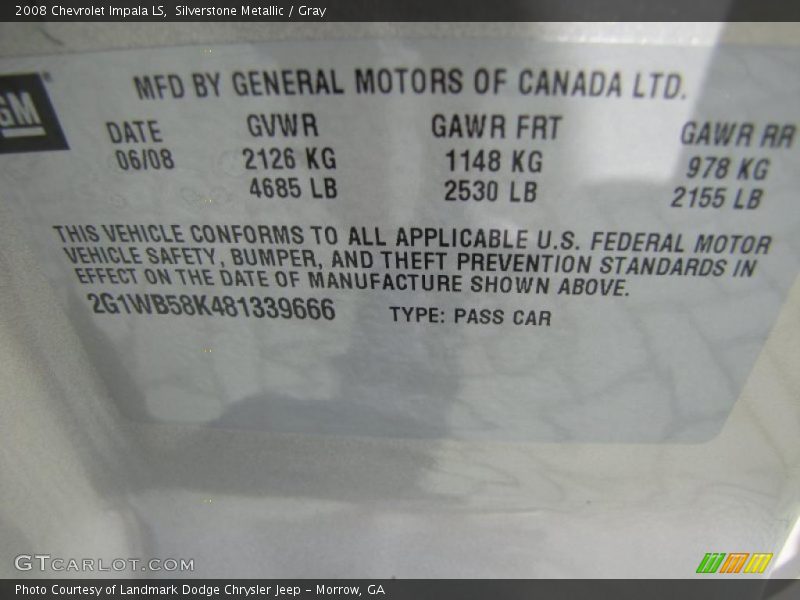 2008 Chevrolet Impala LS, Silverstone Metallic / Gray
GM
MFD BY GENERAL MOTORS OF CANADA LTD.
DATE GVWR GAWR FRT GAWR RR
06/08 2126 KG 1148 KG 978 KG
4685 LB 2530 LB 2155 LB
THIS VEHICLE CONFORMS TO ALL APPLICABLE U.S. FEDERAL MOTOR
VEHICLE SAFETY, BUMPER, AND THEFT PREVENTION STANDARDS IN
EFFECT ON THE DATE OF MANUFACTURE SHOWN ABOVE.
2G1WB58K481339666 TYPE: PASS CAR
GTCARLOT.COM
Photo Courtesy of Landmark Dodge Chrysler Jeep - Morrow, GA